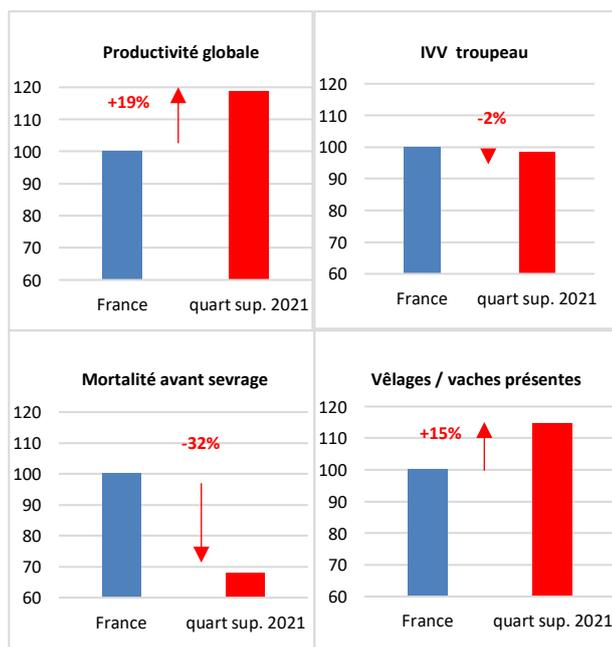 Productivité globale
120
110
100
90
80
70
60
+19%
France
quart sup. 2021
IVV troupeau
120
110
100
90
80
70
60
-2%
France
quart sup. 2021
Mortalité avant sevrage
120
110
100
90
80
70
60
-32%
France
quart sup. 2021
Vêlages / vaches présentes
120
110
100
90
80
70
60
+15%
France
quart sup. 2021